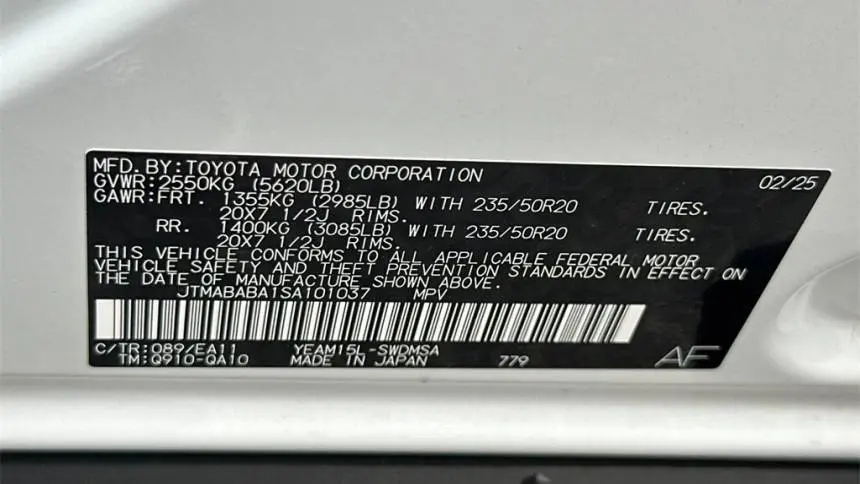 MFD. BY: TOYOTA MOTOR CORPORATION 02/25
GVWR: 2550KG (5620LB)
GAWR: FRT. 1355KG (2985LB) WITH 235/50R20 TIRES.
20X7 1/2J RIMS.
RR. 1400KG (3085LB) WITH 235/50R20 TIRES.
20X7 1/2J RIMS.
THIS VEHICLE CONFORMS TO ALL APPLICABLE FEDERAL MOTOR
VEHICLE SAFETY AND THEFT PREVENTION STANDARDS IN EFFECT ON
THE DATE OF MANUFACTURE SHOWN ABOVE.
JTMABABA1SA101037 MPV
C/TR: 089/EA11 YEAM15L-SWDMSA
TM: Q910-QA10 MADE IN JAPAN 779 AF